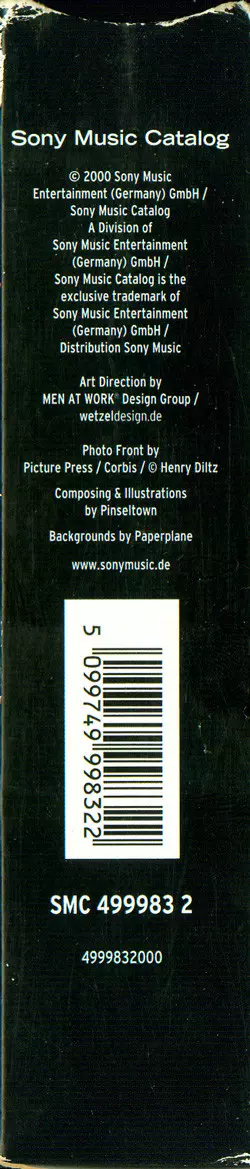 Sony Music Catalog
© 2000 Sony Music
Entertainment (Germany) GmbH /
Sony Music Catalog
A Division of
Sony Music Entertainment
(Germany) GmbH /
Sony Music Catalog is the
exclusive trademark of
Sony Music Entertainment
(Germany) GmbH /
Distribution Sony Music
Art Direction by
MEN AT WORK® Design Group /
wetzeldesign.de
Photo Front by
Picture Press / Corbis / © Henry Diltz
Composing & Illustrations
by Pinseltown
Backgrounds by Paperplane
www.sonymusic.de
5 099749 998322
SMC 499983 2
4999832000